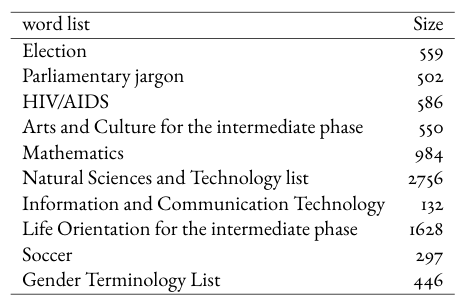 word list Size
Election 559
Parliamentary jargon 502
HIV/AIDS 586
Arts and Culture for the intermediate phase 550
Mathematics 984
Natural Sciences and Technology list 2756
Information and Communication Technology 132
Life Orientation for the intermediate phase 1628
Soccer 297
Gender Terminology List 446